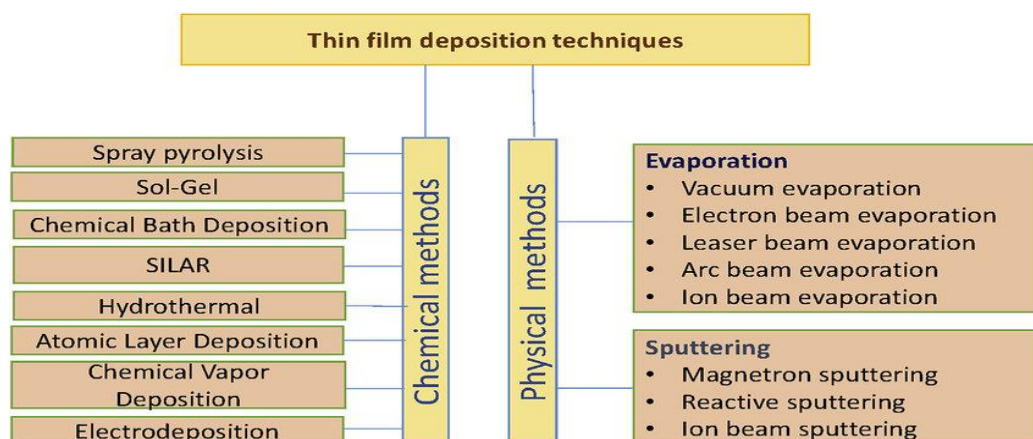 Thin film deposition techniques
Spray pyrolysis
Sol-Gel
Chemical Bath Deposition
SILAR
Hydrothermal
Atomic Layer Deposition
Chemical Vapor
Deposition
Electrodeposition
Chemical methods
Physical methods
Evaporation
• Vacuum evaporation
• Electron beam evaporation
• Leaser beam evaporation
• Arc beam evaporation
• Ion beam evaporation
Sputtering
• Magnetron sputtering
• Reactive sputtering
• Ion beam sputtering